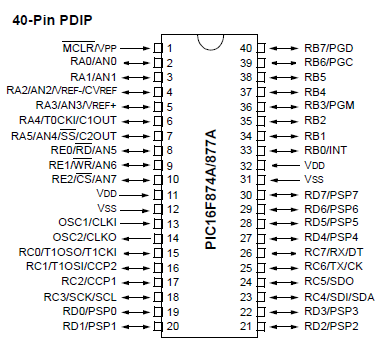 40-Pin PDIP
MCLR/VPP 1 40 RB7/PGD
RA0/AN0 2 39 RB6/PGC
RA1/AN1 3 38 RB5
RA2/AN2/VREF-/CVREF 4 37 RB4
RA3/AN3/VREF+ 5 36 RB3/PGM
RA4/T0CKI/C1OUT 6 35 RB2
RA5/AN4/SS/C2OUT 7 34 RB1
RE0/RD/AN5 8 33 RB0/INT
RE1/WR/AN6 9 32 VDD
RE2/CS/AN7 10 31 VSS
VDD 11 30 RD7/PSP7
VSS 12 29 RD6/PSP6
OSC1/CLKI 13 28 RD5/PSP5
OSC2/CLKO 14 27 RD4/PSP4
RC0/T1OSO/T1CKI 15 26 RC7/RX/DT
RC1/T1OSI/CCP2 16 25 RC6/TX/CK
RC2/CCP1 17 24 RC5/SDO
RC3/SCK/SCL 18 23 RC4/SDI/SDA
RD0/PSP0 19 22 RD3/PSP3
RD1/PSP1 20 21 RD2/PSP2
PIC16F874A/877A